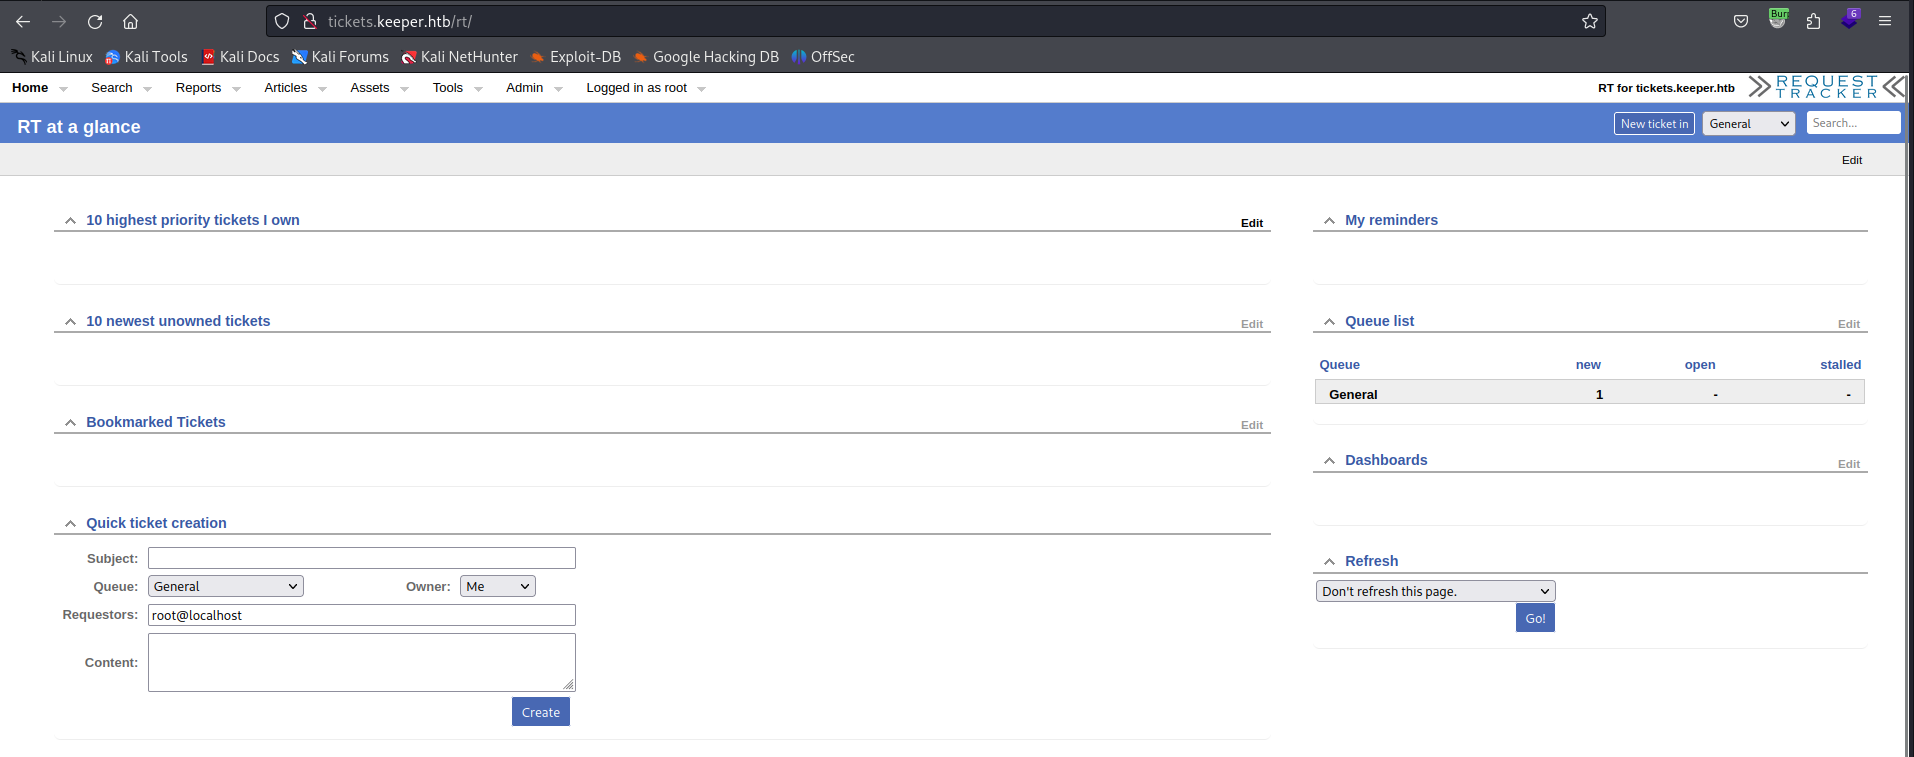 tickets.keeper.htb/rt/
6
Kali Linux Kali Tools Kali Docs Kali Forums Kali NetHunter Exploit-DB Google Hacking DB OffSec
Home Search Reports Articles Assets Tools Admin Logged in as root RT for tickets.keeper.htb REQUEST TRACKER
RT at a glance New ticket in General Search...
Edit
10 highest priority tickets I own Edit
10 newest unowned tickets Edit
Bookmarked Tickets Edit
Quick ticket creation
Subject:
Queue: General Owner: Me
Requestors: root@localhost
Content:
Create
My reminders
Queue list Edit
Queue new open stalled
General 1 - -
Dashboards Edit
Refresh
Don't refresh this page.
Go!